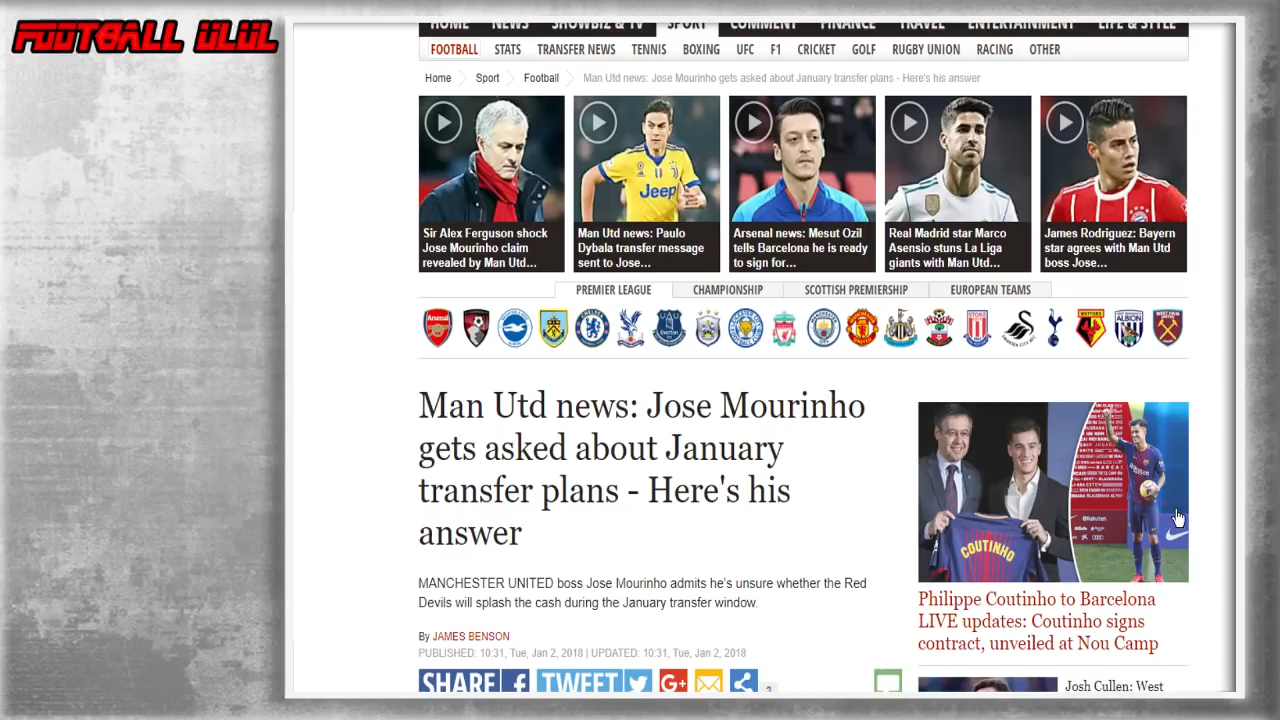 FOOTBALL ULUL
HOME NEWS SHOWBIZ & TV SPORT COMMENT FINANCE TRAVEL ENTERTAINMENT LIFE & STYLE
FOOTBALL STATS TRANSFER NEWS TENNIS BOXING UFC F1 CRICKET GOLF RUGBY UNION RACING OTHER
Home Sport Football Man Utd news: Jose Mourinho gets asked about January transfer plans - Here's his answer
Jeep
Sir Alex Ferguson shock
Jose Mourinho claim
revealed by Man Utd...
Man Utd news: Paulo
Dybala transfer message
sent to Jose...
Arsenal news: Mesut Ozil
tells Barcelona he is ready
to sign for...
Real Madrid star Marco
Asensio stuns La Liga
giants with Man Utd...
James Rodriguez: Bayern
star agrees with Man Utd
boss Jose...
PREMIER LEAGUE CHAMPIONSHIP SCOTTISH PREMIERSHIP EUROPEAN TEAMS
Man Utd news: Jose Mourinho
gets asked about January
transfer plans - Here's his
answer
MANCHESTER UNITED boss Jose Mourinho admits he's unsure whether the Red
Devils will splash the cash during the January transfer window.
By JAMES BENSON
PUBLISHED: 10:31, Tue, Jan 2, 2018 | UPDATED: 10:31, Tue, Jan 2, 2018
SHARE TWEET
COUTINHO
Philippe Coutinho to Barcelona
LIVE updates: Coutinho signs
contract, unveiled at Nou Camp
Josh Cullen: West